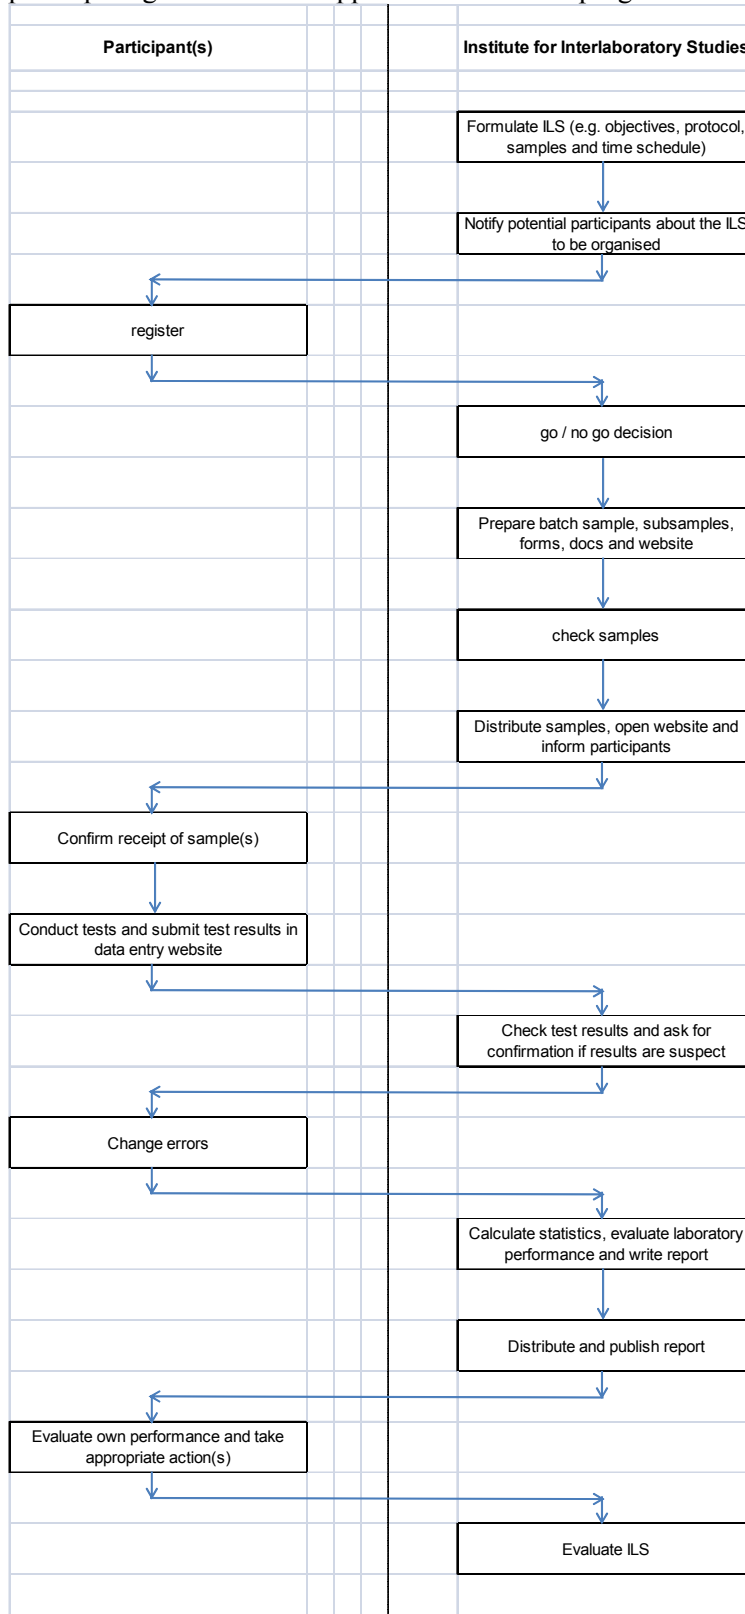 Participant(s)
Institute for Interlaboratory Studies
Formulate ILS (e.g. objectives, protocol,
samples and time schedule)
Notify potential participants about the ILS
to be organised
register
go / no go decision
Prepare batch sample, subsamples,
forms, docs and website
check samples
Distribute samples, open website and
inform participants
Confirm receipt of sample(s)
Conduct tests and submit test results in
data entry website
Check test results and ask for
confirmation if results are suspect
Change errors
Calculate statistics, evaluate laboratory
performance and write report
Distribute and publish report
Evaluate own performance and take
appropriate action(s)
Evaluate ILS